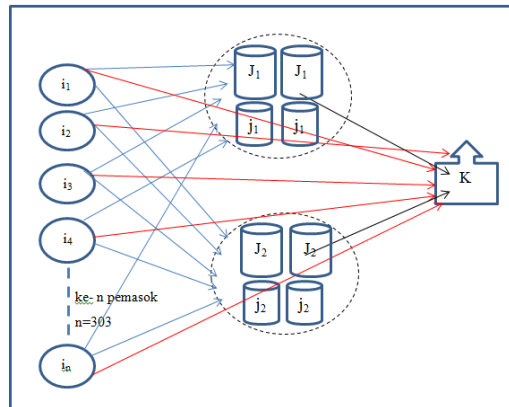 i1
i2
i3
i4
in
ke- n pemasok
n=303
J1 J1
j1 j1
J2 J2
j2 j2
K